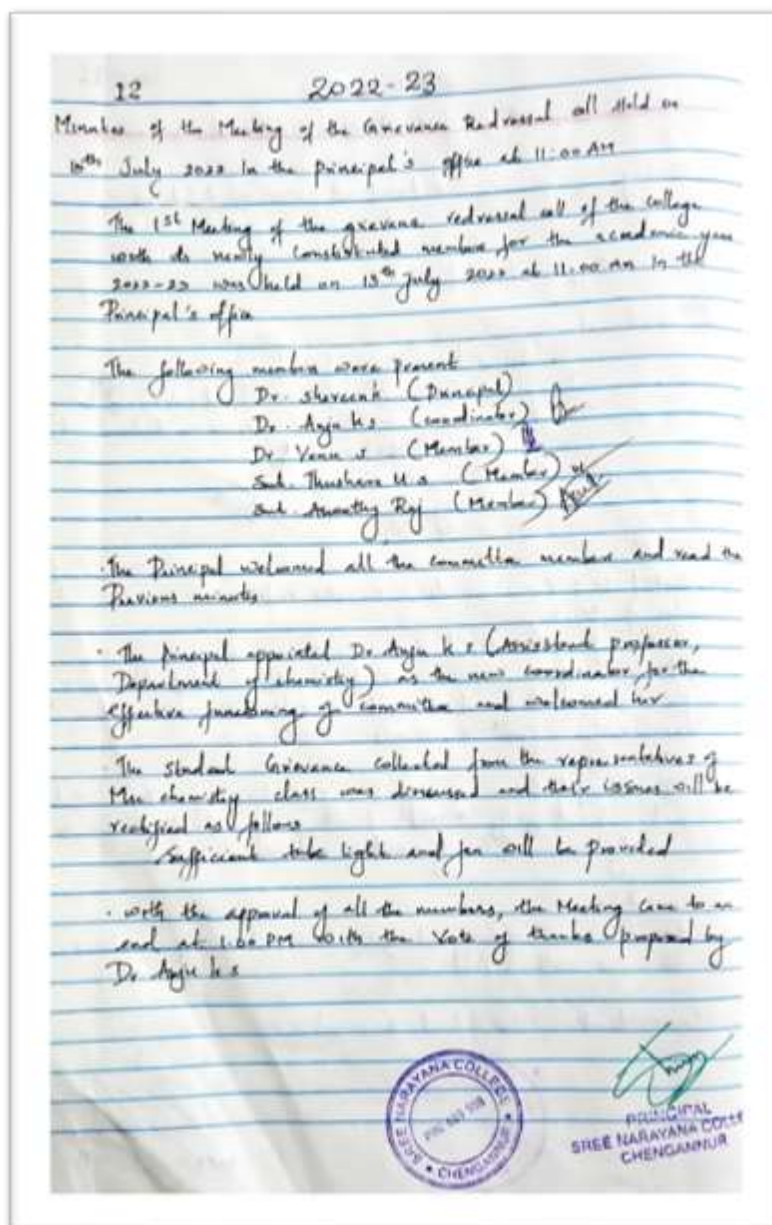 12 2022-23
Minutes of the Meeting of the Grievance Redressal cell Held on
July 2022 In the principal's office at 11:00 AM
The 1st Meeting of the grievance redressal cell of the college
with its newly constituted members for the academic year
2022-23 was held on 13th July 2022 at 11.00 AM In the
Principal's office
The following members were present
Dr. (Principal)
Dr. Anju K s (coordinator)
Dr. Venu s (Member)
Smt. Thushara U s (Member)
Smt. Raj (Member)
· The Principal welcomed all the committee members and read the
Previous minutes
· The principal appointed Dr. Anju K s (Assistant professor,
Department of chemistry) as the new coordinator for the
effective functioning of committee and welcomed her
· The student Grievance collected from the representatives of
Msc chemistry class was discussed and their issues will be
rectified as follows
Sufficient tube light and fan will be provided
· with the approval of all the members, the Meeting came to an
end at 1.00 PM with the Vote of thanks proposed by
Dr Anju K s
SREE NARAYANA COLLEGE
CHENGANNUR
PRINCIPAL
SREE NARAYANA COLLE
CHENGANNUR